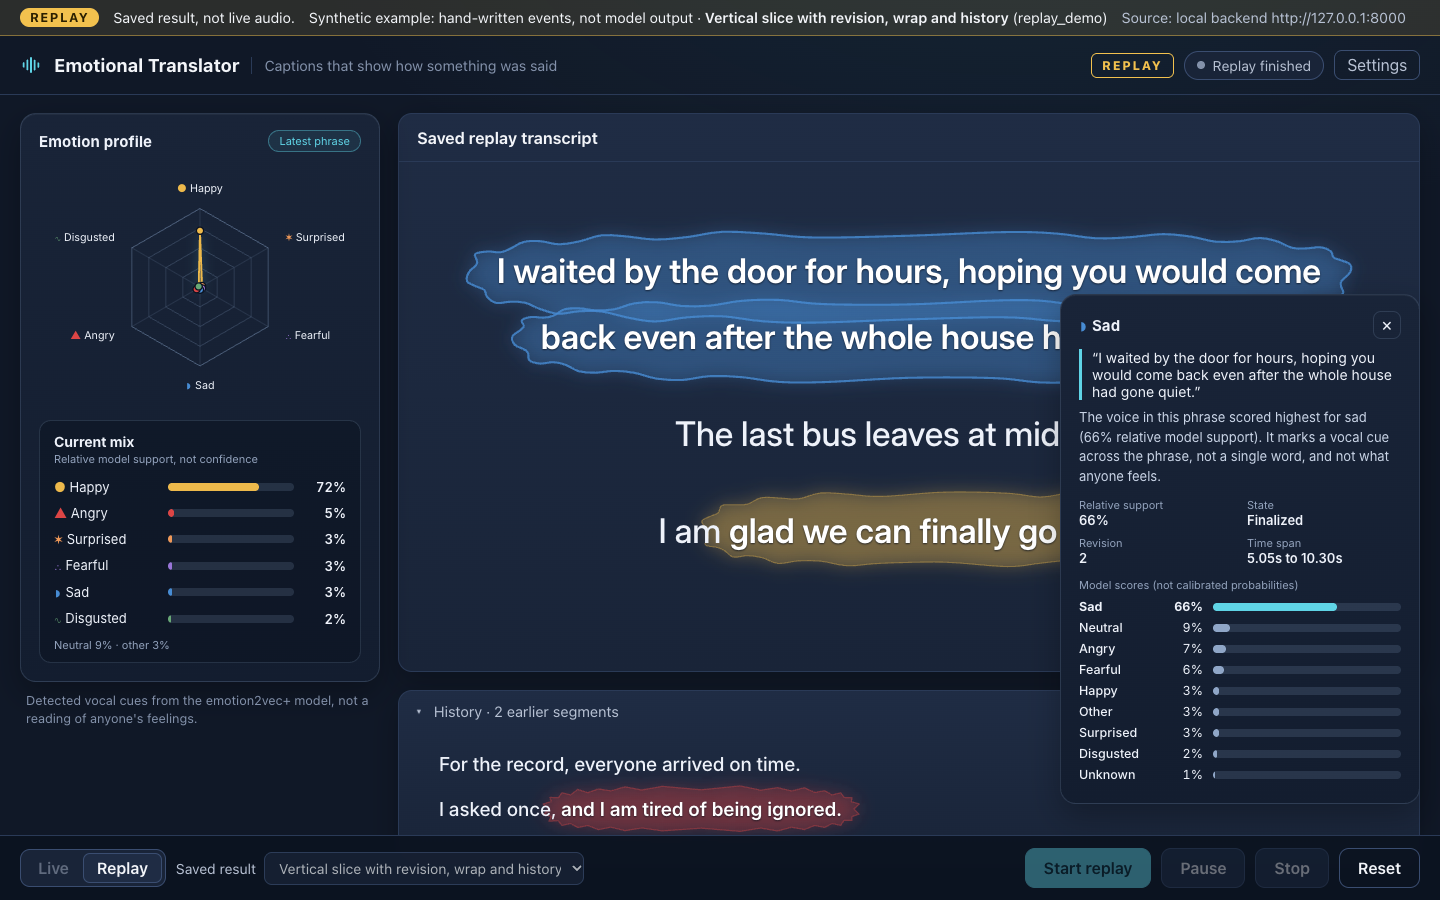 REPLAY Saved result, not live audio. Synthetic example: hand-written events, not model output · Vertical slice with revision, wrap and history (replay_demo) Source: local backend http://127.0.0.1:8000
Emotional Translator Captions that show how something was said
REPLAY Replay finished Settings
Emotion profile Latest phrase
Happy
Disgusted Surprised
Angry Fearful
Sad
Current mix
Relative model support, not confidence
Happy 72%
Angry 5%
Surprised 3%
Fearful 3%
Sad 3%
Disgusted 2%
Neutral 9% · other 3%
Detected vocal cues from the emotion2vec+ model, not a
reading of anyone's feelings.
Saved replay transcript
I waited by the door for hours, hoping you would come
back even after the whole house
The last bus leaves at mid
I am glad we can finally go
Sad ×
“I waited by the door for hours, hoping you
would come back even after the whole house
had gone quiet.”
The voice in this phrase scored highest for sad
(66% relative model support). It marks a vocal cue
across the phrase, not a single word, and not what
anyone feels.
Relative support State
66% Finalized
Revision Time span
2 5.05s to 10.30s
Model scores (not calibrated probabilities)
Sad 66%
Neutral 9%
Angry 7%
Fearful 6%
Happy 3%
Other 3%
Surprised 3%
Disgusted 2%
Unknown 1%
History · 2 earlier segments
For the record, everyone arrived on time.
I asked once, and I am tired of being ignored.
Live Replay Saved result Vertical slice with revision, wrap and history Start replay Pause Stop Reset